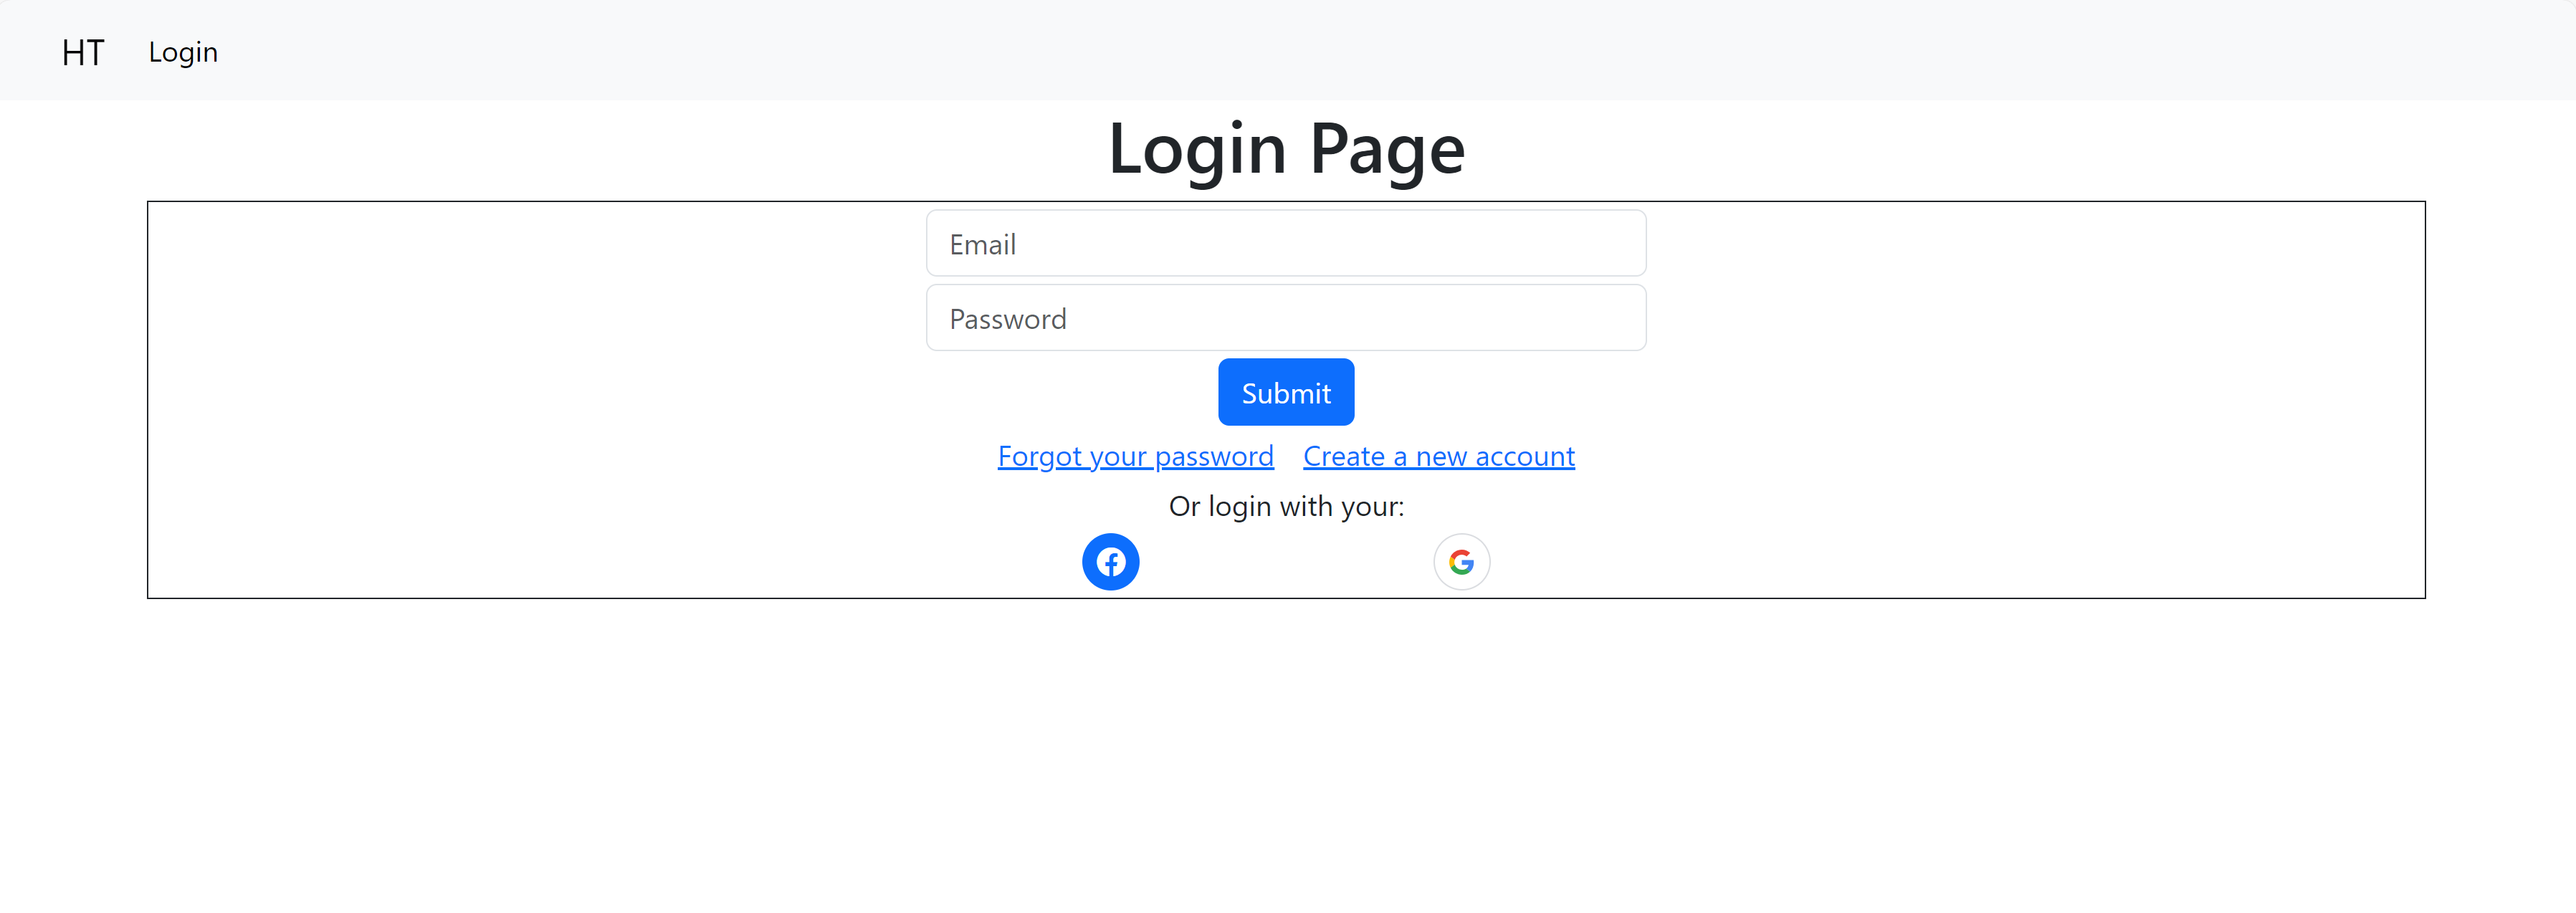 HT Login
Login Page
Email
Password
Submit
Forgot your password Create a new account
Or login with your: